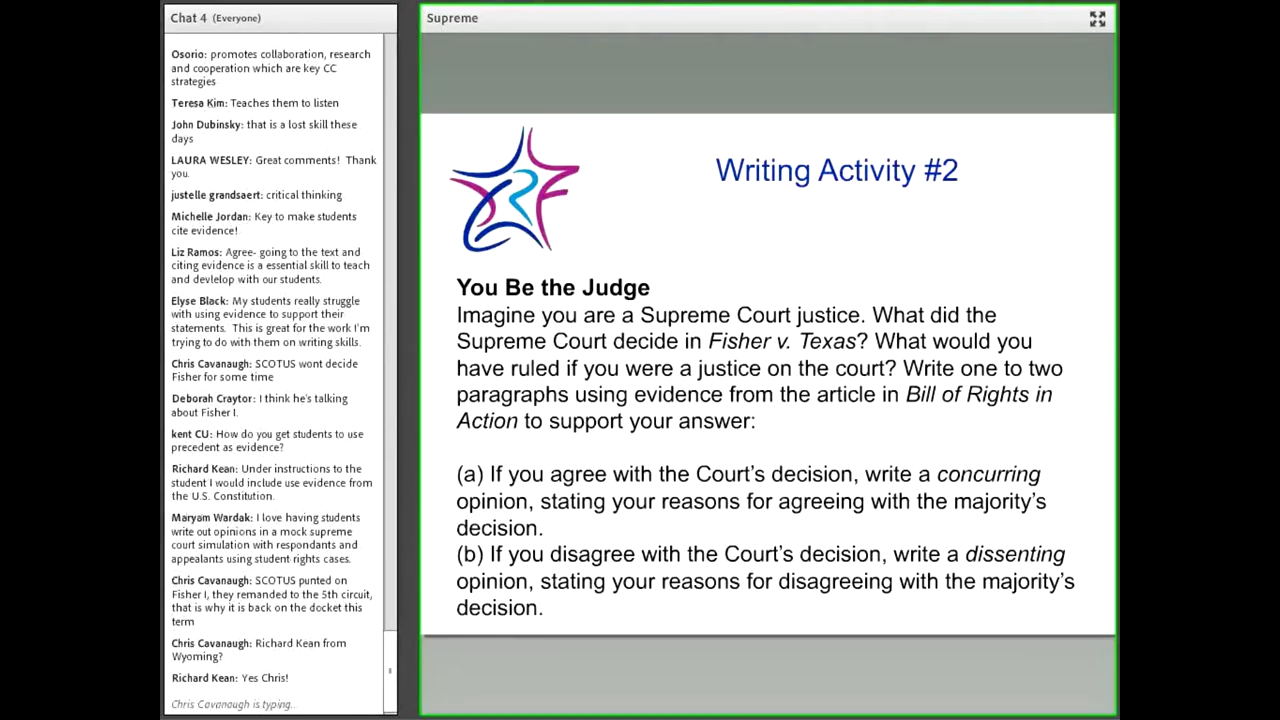 Chat 4 (Everyone)
Osorio: promotes collaboration, research
and cooperation which are key CC
strategies
Teresa Kim: Teaches them to listen
John Dubinsky: that is a lost skill these
days
LAURA WESLEY: Great comments! Thank
you.
justelle grandsaert: critical thinking
Michelle Jordan: Key to make students
cite evidence!
Liz Ramos: Agree- going to the text and
citing evidence is a essential skill to teach
and devlelop with our students.
Elyse Black: My students really struggle
with using evidence to support their
statements. This is great for the work I'm
trying to do with them on writing skills.
Chris Cavanaugh: SCOTUS wont decide
Fisher for some time
Deborah Craytor: I think he's talking
about Fisher I.
kent CU: How do you get students to use
precedent as evidence?
Richard Kean: Under instructions to the
student I would include use evidence from
the U.S. Constitution.
Maryam Wardak: I love having students
write out opinions in a mock supreme
court simulation with respondants and
appealants using student rights cases.
Chris Cavanaugh: SCOTUS punted on
Fisher I, they remanded to the 5th circuit,
that is why it is back on the docket this
term
Chris Cavanaugh: Richard Kean from
Wyoming?
Richard Kean: Yes Chris!
Chris Cavanaugh is typing...
Supreme
CRF
Writing Activity #2
You Be the Judge
Imagine you are a Supreme Court justice. What did the
Supreme Court decide in Fisher v. Texas? What would you
have ruled if you were a justice on the court? Write one to two
paragraphs using evidence from the article in Bill of Rights in
Action to support your answer:
(a) If you agree with the Court's decision, write a concurring
opinion, stating your reasons for agreeing with the majority's
decision.
(b) If you disagree with the Court's decision, write a dissenting
opinion, stating your reasons for disagreeing with the majority's
decision.